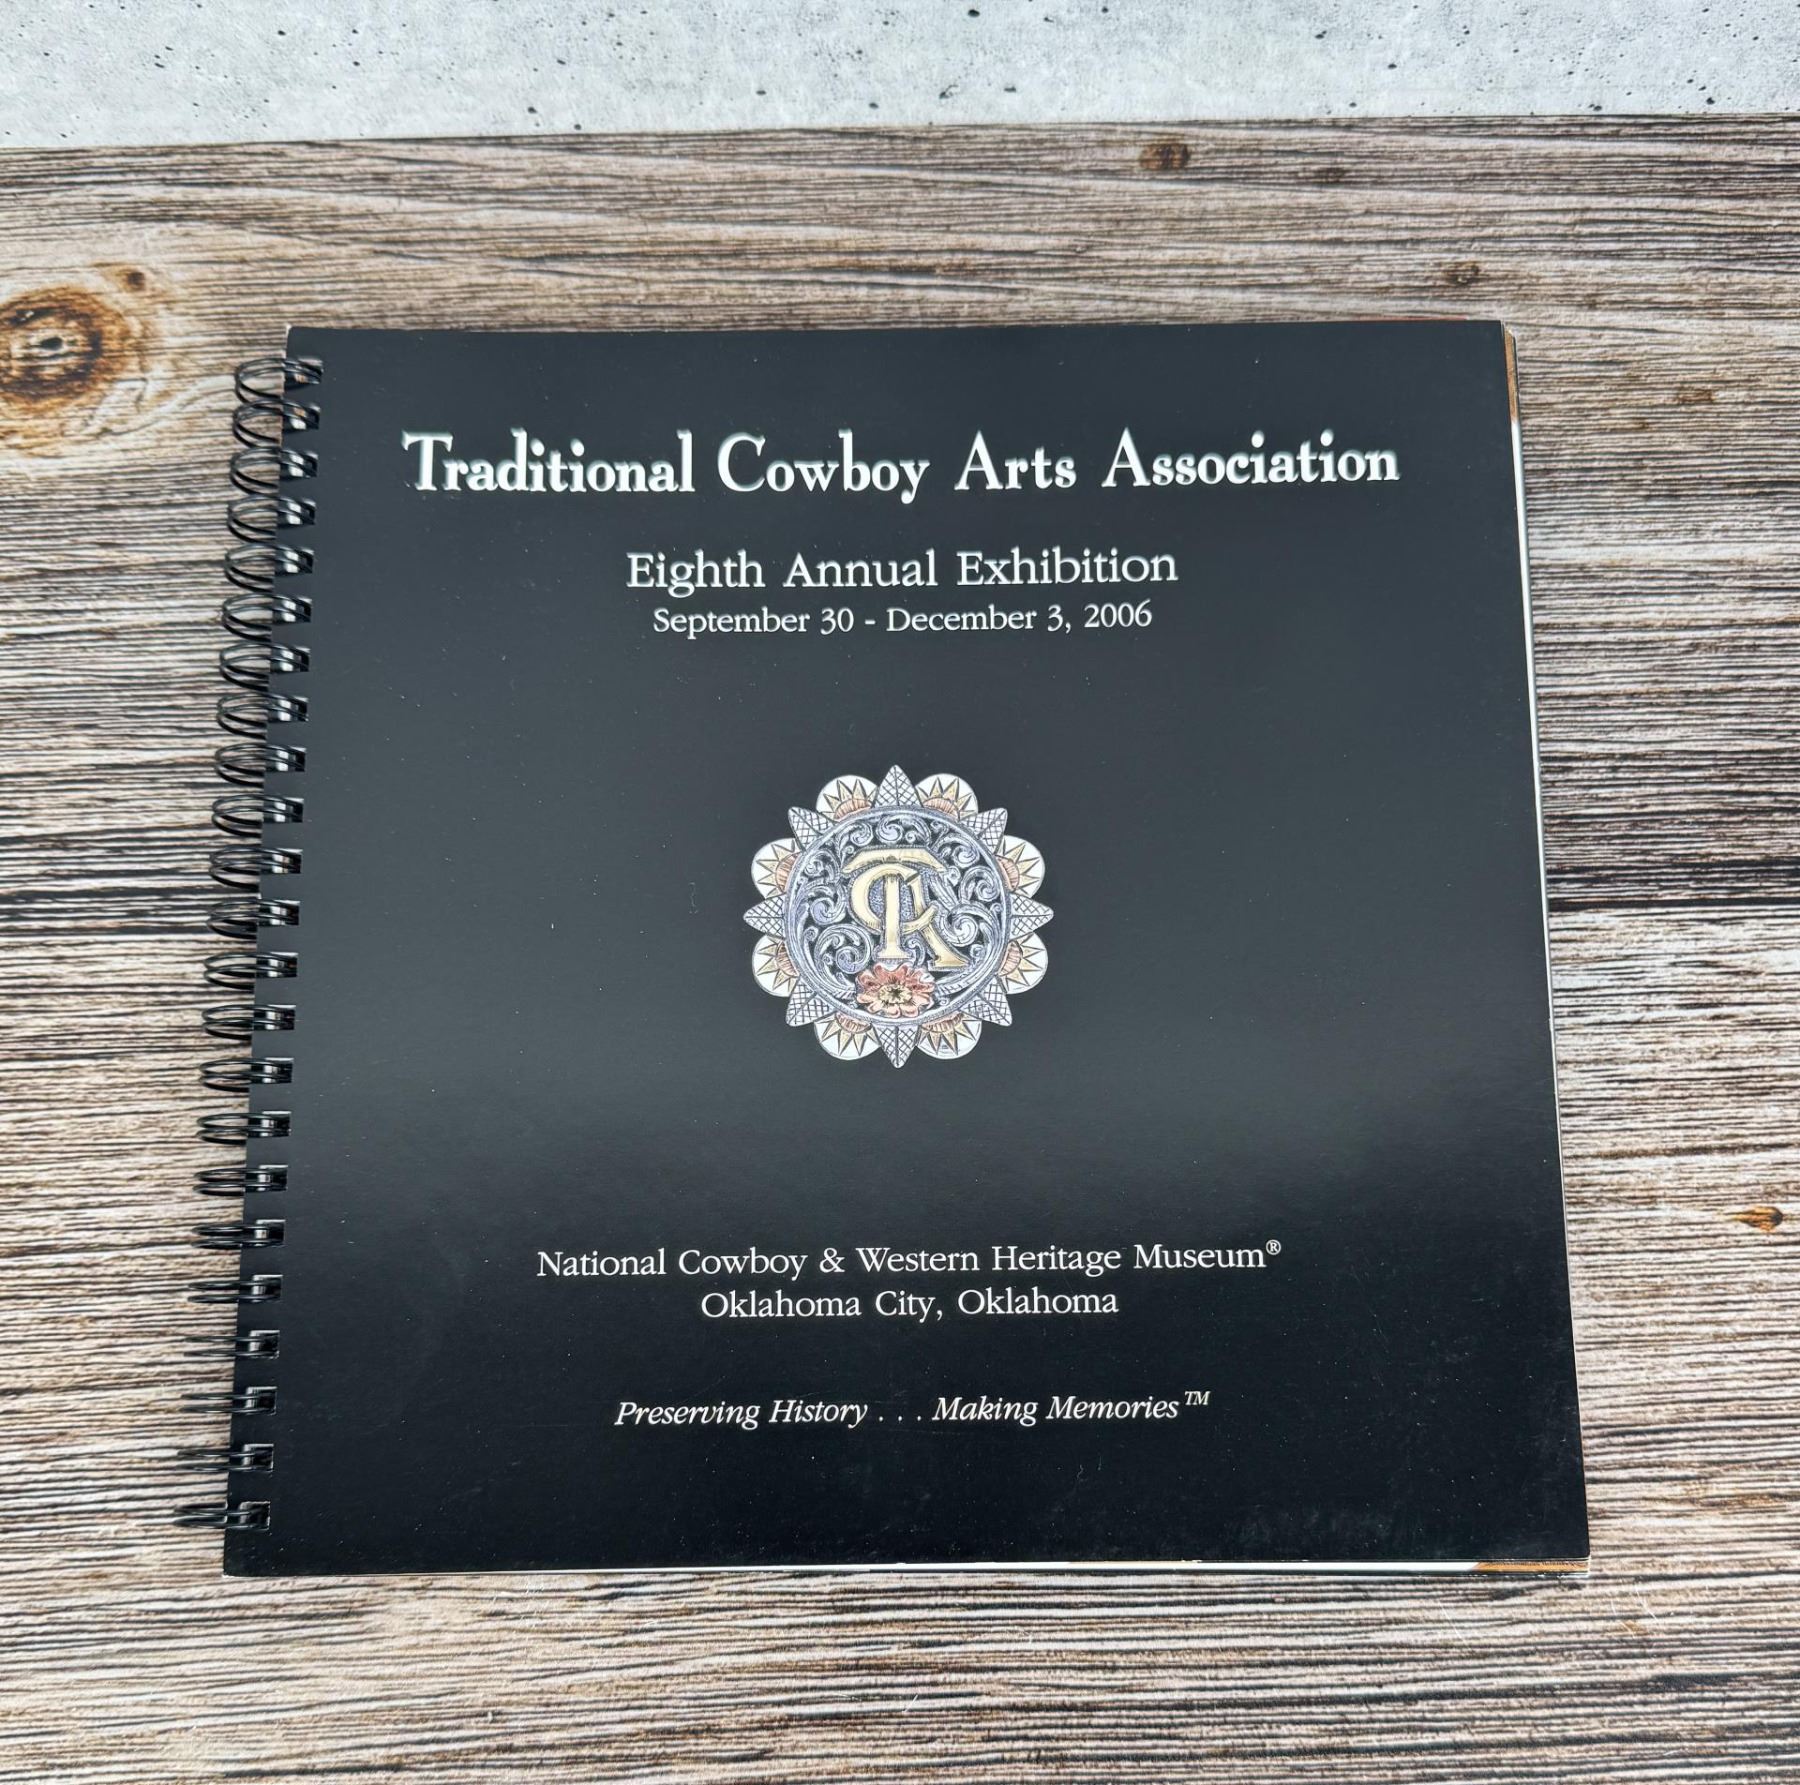 Traditional Cowboy Arts Association
Eighth Annual Exhibition
September 30 - December 3, 2006
TCA
National Cowboy & Western Heritage Museum®
Oklahoma City, Oklahoma
Preserving History . . . Making Memories™